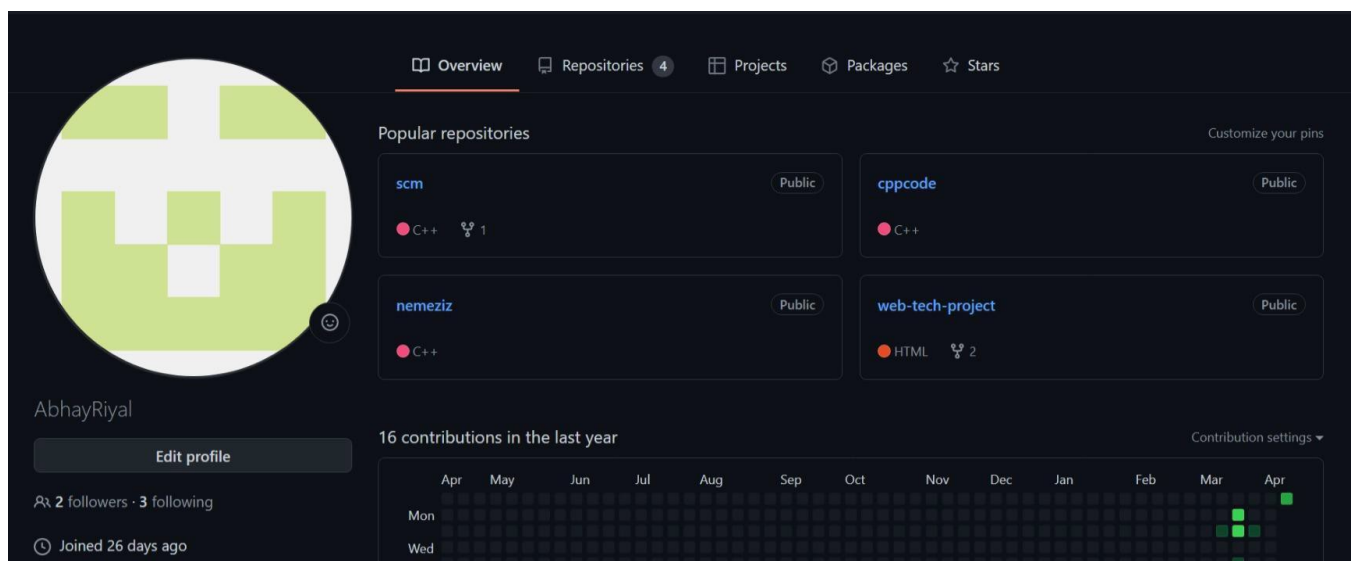 Overview Repositories 4 Projects Packages Stars
Popular repositories Customize your pins
scm Public
C++ 1
cppcode Public
C++
nemeziz Public
C++
web-tech-project Public
HTML 2
AbhayRiyal
Edit profile
2 followers · 3 following
Joined 26 days ago
16 contributions in the last year Contribution settings
Apr May Jun Jul Aug Sep Oct Nov Dec Jan Feb Mar Apr
Mon
Wed